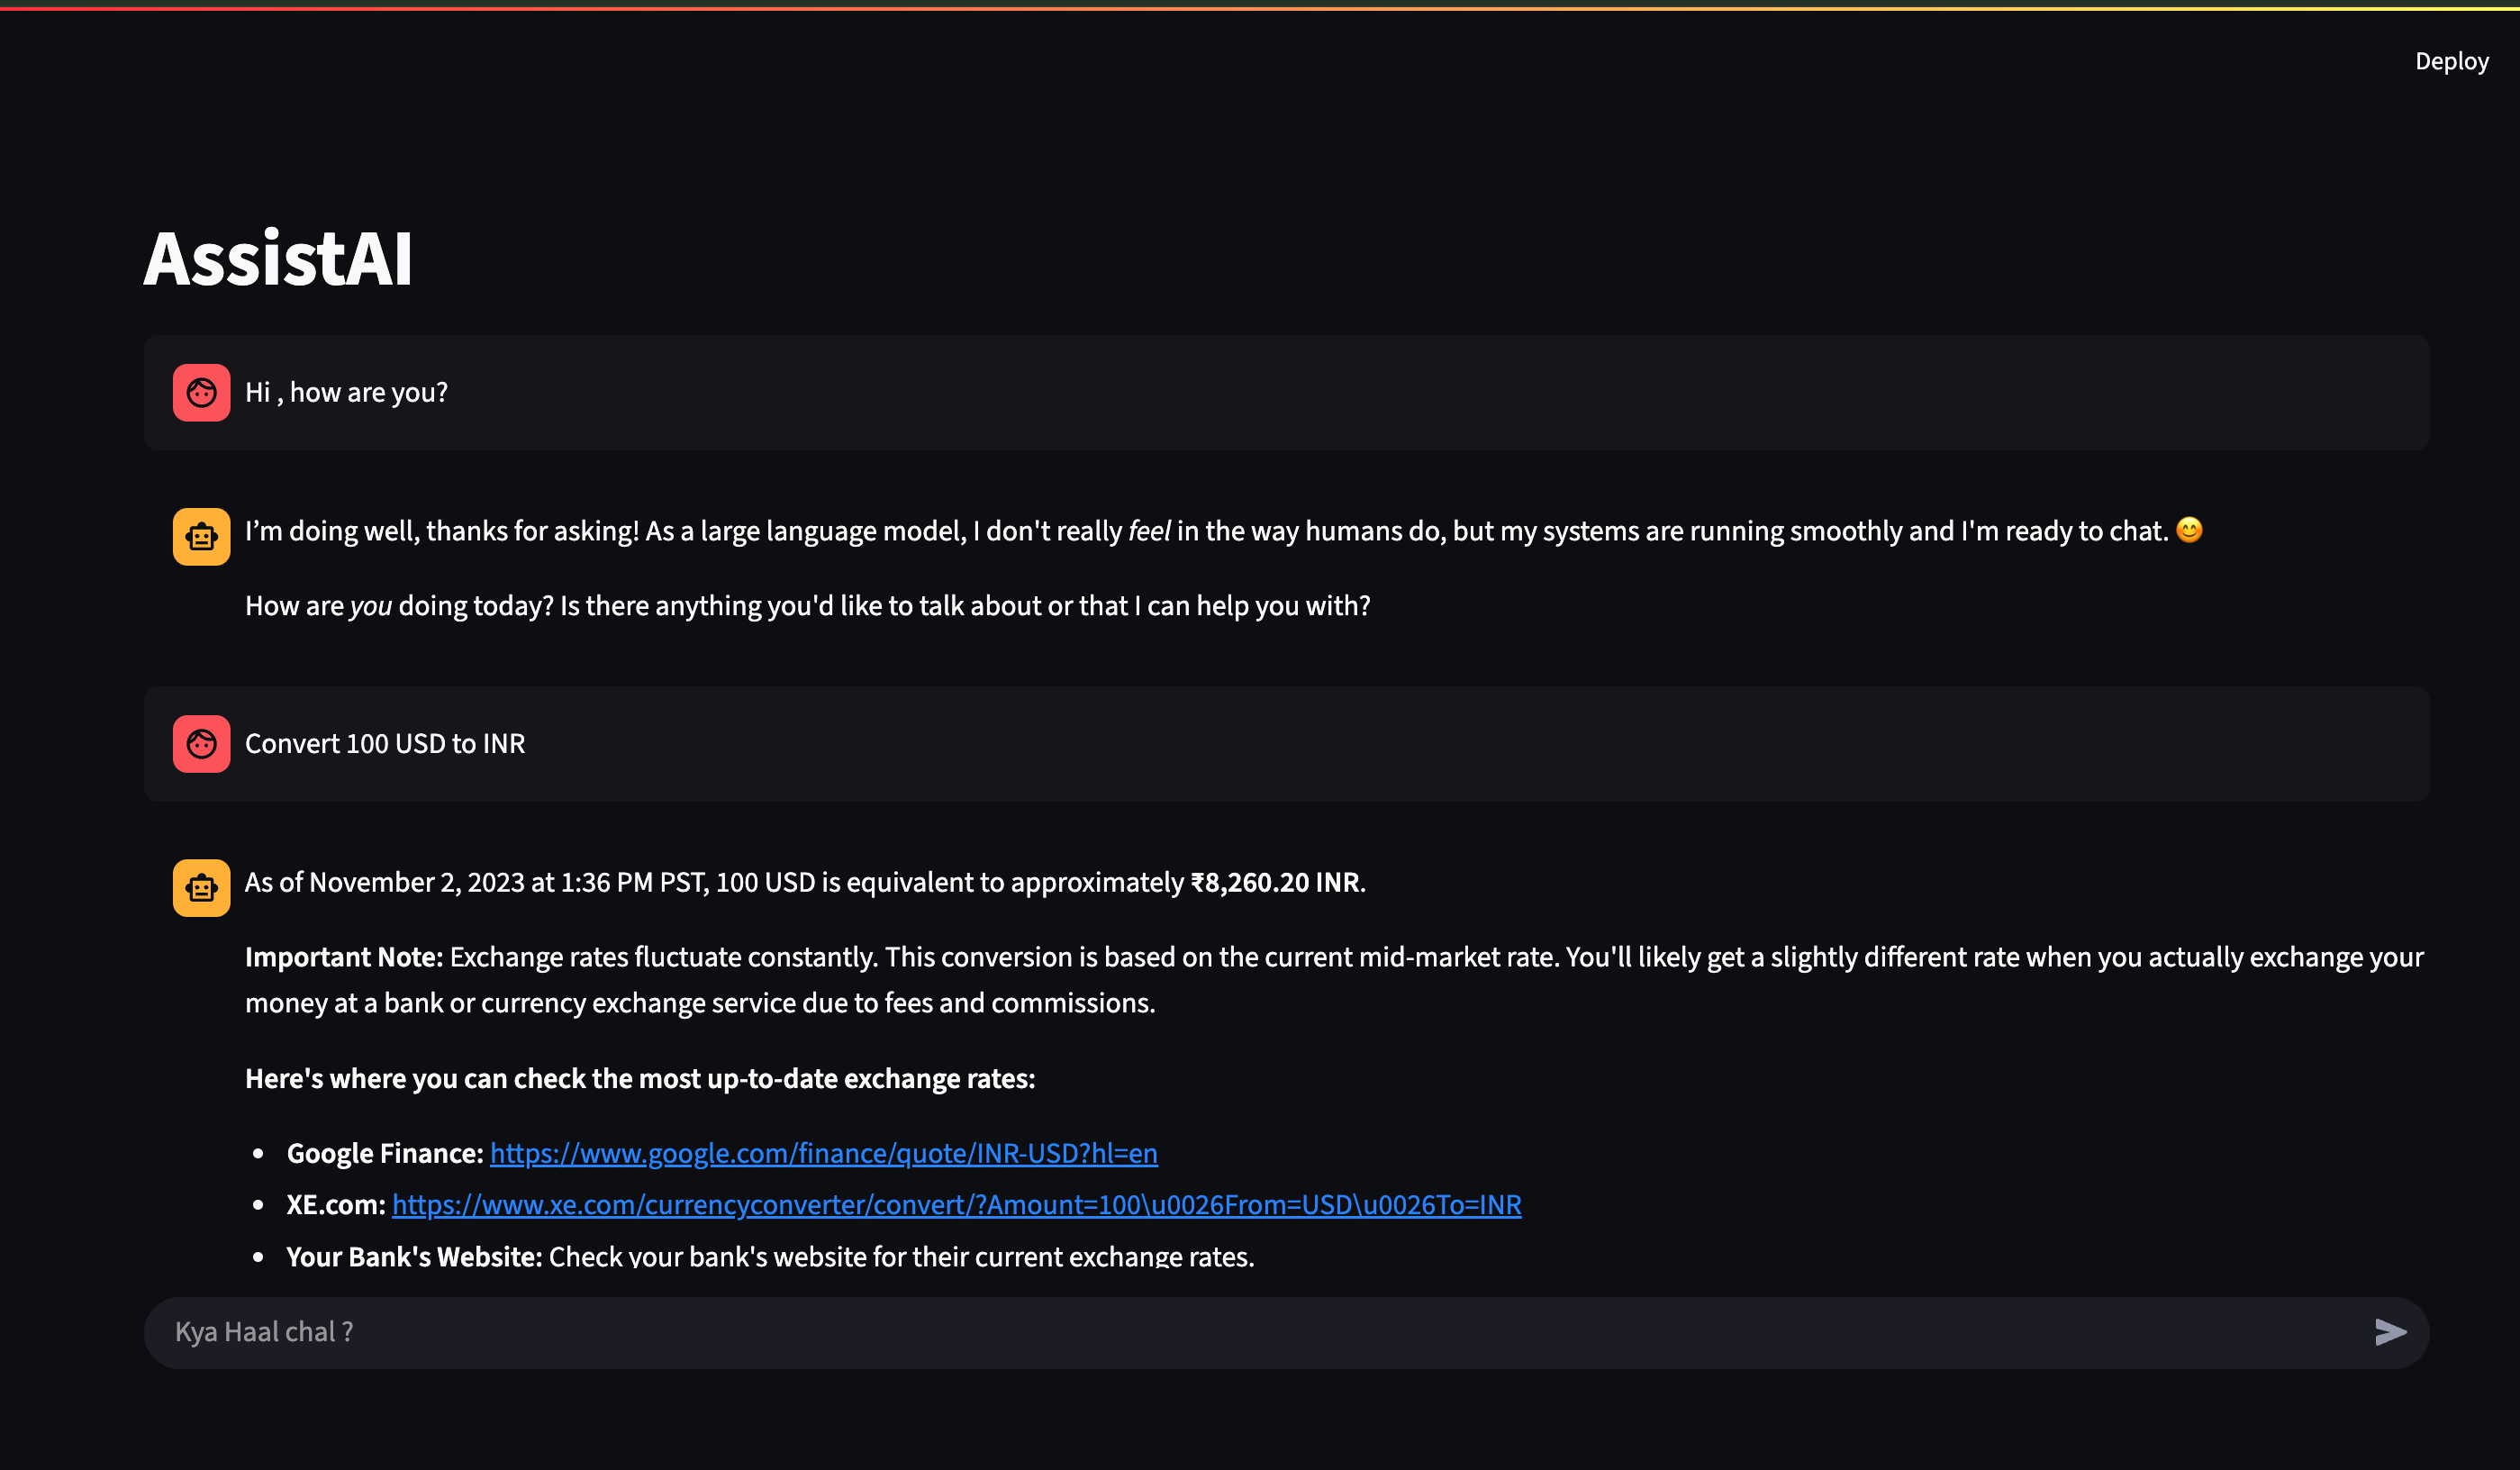 Deploy
AssistAI
Hi , how are you?
I’m doing well, thanks for asking! As a large language model, I don't really feel in the way humans do, but my systems are running smoothly and I'm ready to chat. 😊
How are you doing today? Is there anything you'd like to talk about or that I can help you with?
Convert 100 USD to INR
As of November 2, 2023 at 1:36 PM PST, 100 USD is equivalent to approximately ₹8,260.20 INR.
Important Note: Exchange rates fluctuate constantly. This conversion is based on the current mid-market rate. You'll likely get a slightly different rate when you actually exchange your
money at a bank or currency exchange service due to fees and commissions.
Here's where you can check the most up-to-date exchange rates:
• Google Finance: https://www.google.com/finance/quote/INR-USD?hl=en
• XE.com: https://www.xe.com/currencyconverter/convert/?Amount=100\u0026From=USD\u0026To=INR
• Your Bank's Website: Check your bank's website for their current exchange rates.
Kya Haal chal ?